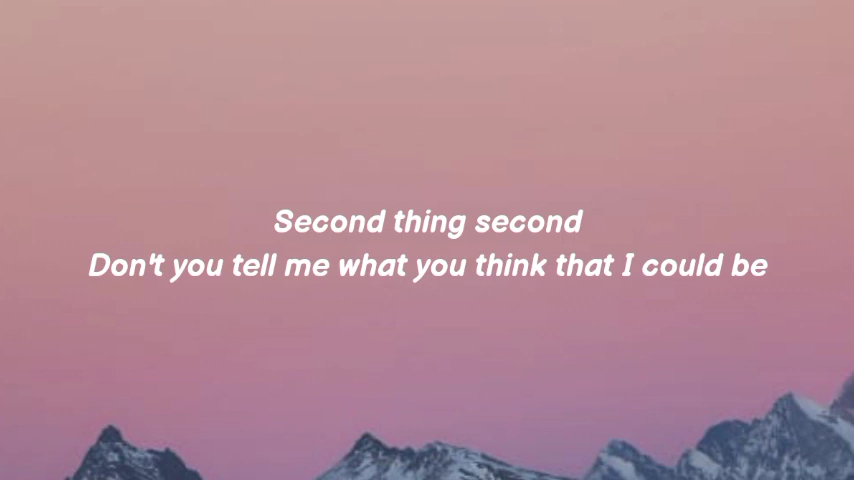 Second thing second
Don't you tell me what you think that I could be